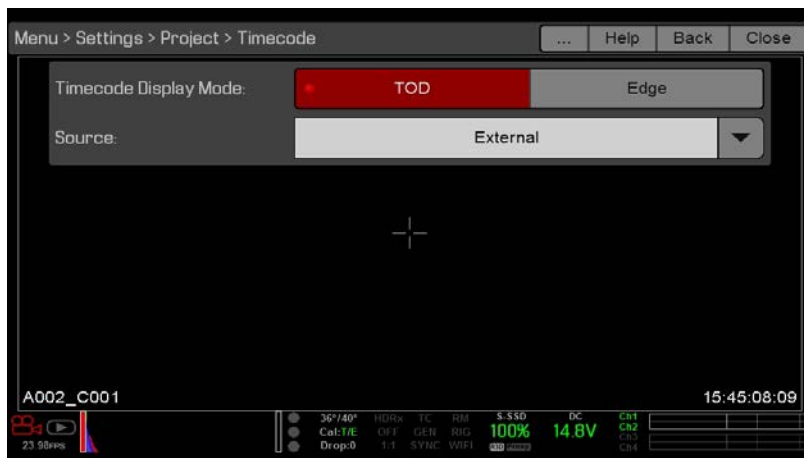 Menu > Settings > Project > Timecode ... Help Back Close
Timecode Display Mode: TOD Edge
Source: External
A002_C001 15:45:08:09
36°/40° HDRx TC RM S-SSD DC Ch1
Cal:T/E OFF GEN RIG 100% 14.8V Ch2
23.98FPS Drop:0 1:1 SYNC WIFI Ch3
Ch4